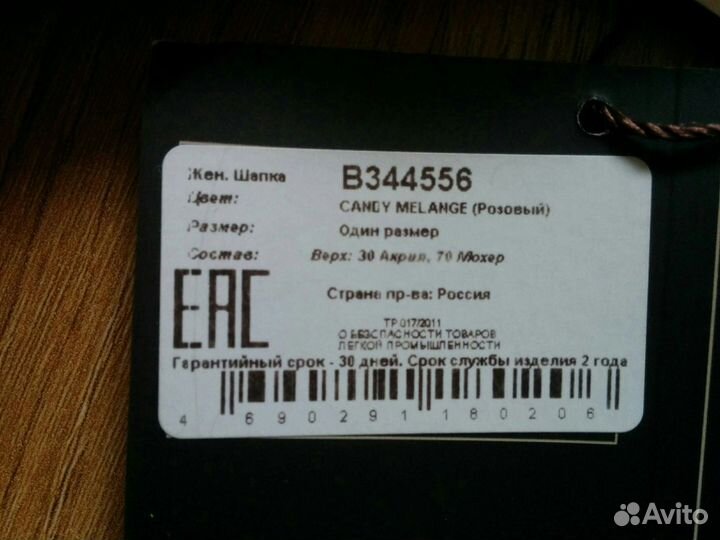 Жен. Шапка B344556
Цвет: CANDY MELANGE (Розовый)
Размер: Один размер
Состав: Верх: 30 Акрил, 70 Мохер
EAC
Страна пр-ва: Россия
ТР 017/2011
О БЕЗОПАСНОСТИ ТОВАРОВ
ЛЕГКОЙ ПРОМЫШЛЕННОСТИ
Гарантийный срок - 30 дней. Срок службы изделия 2 года
4 690291 180206
Avito